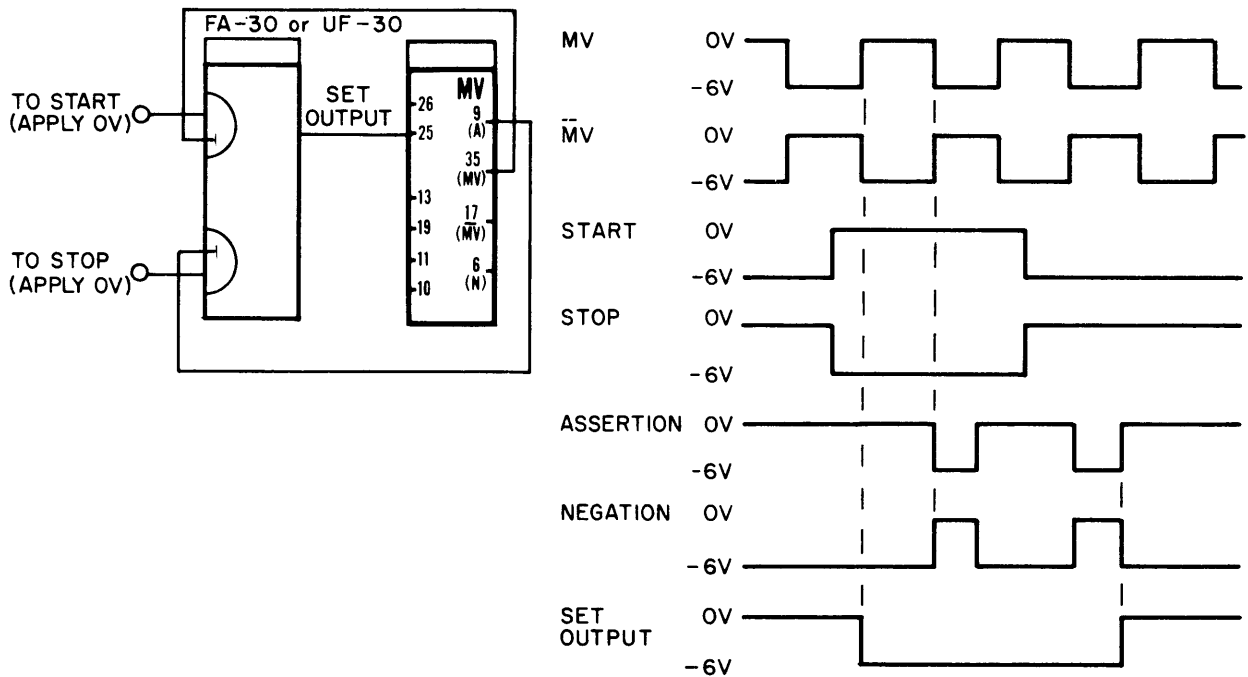 FA-30 or UF-30
TO START
(APPLY 0V)
TO STOP
(APPLY 0V)
SET
OUTPUT
MV
26
25
13
19
11
10
9
(A)
35
(MV)
17
(M̅V̅)
6
(N)
MV 0V
-6V
M̅V 0V
-6V
START 0V
-6V
STOP 0V
-6V
ASSERTION 0V
-6V
NEGATION 0V
-6V
SET
OUTPUT
0V
-6V